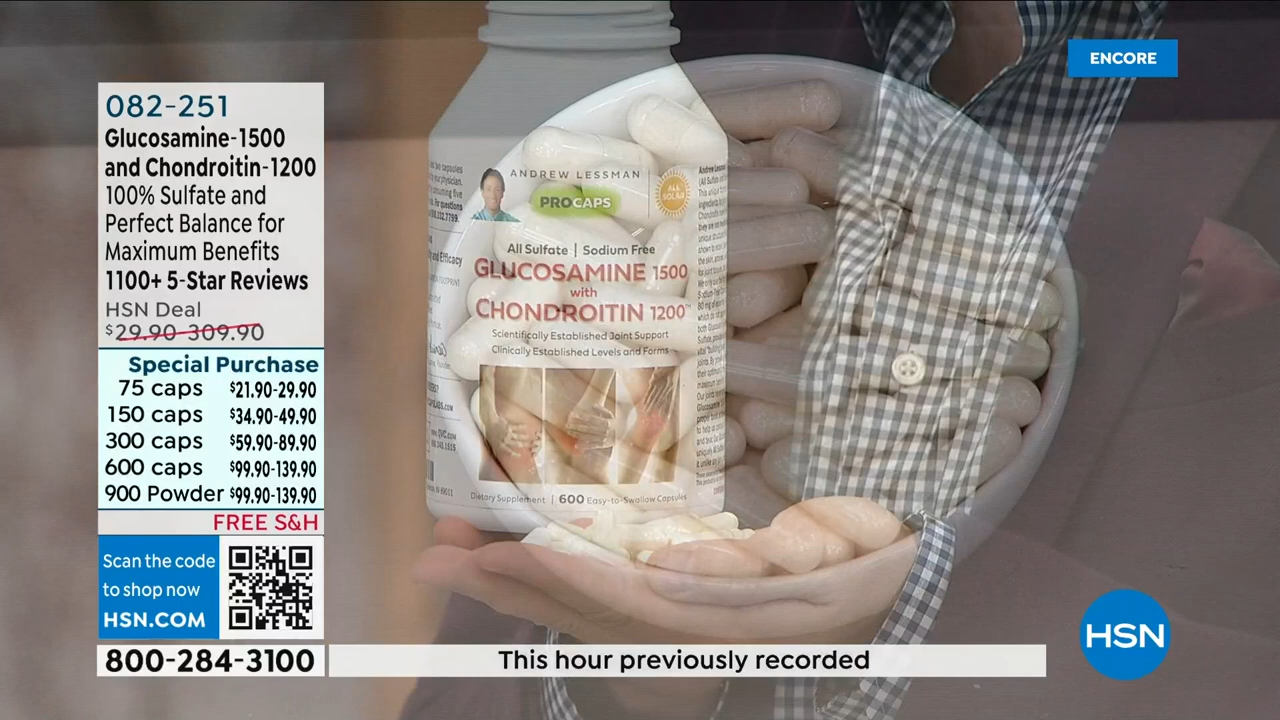 ENCORE
082-251
Glucosamine-1500
and Chondroitin-1200
100% Sulfate and
Perfect Balance for
Maximum Benefits
1100+ 5-Star Reviews
HSN Deal
$29.90-309.90
Special Purchase
75 caps $21.90-29.90
150 caps $34.90-49.90
300 caps $59.90-89.90
600 caps $99.90-139.90
900 Powder $99.90-139.90
FREE S&H
Scan the code
to shop now
HSN.COM
800-284-3100
This hour previously recorded
HSN
ANDREW LESSMAN
PROCAPS
ALL SOLAR
All Sulfate | Sodium Free
GLUCOSAMINE 1500
with
CHONDROITIN 1200™
Scientifically Established Joint Support
Clinically Established Levels and Forms
Dietary Supplement | 600 Easy-to-Swallow Capsules